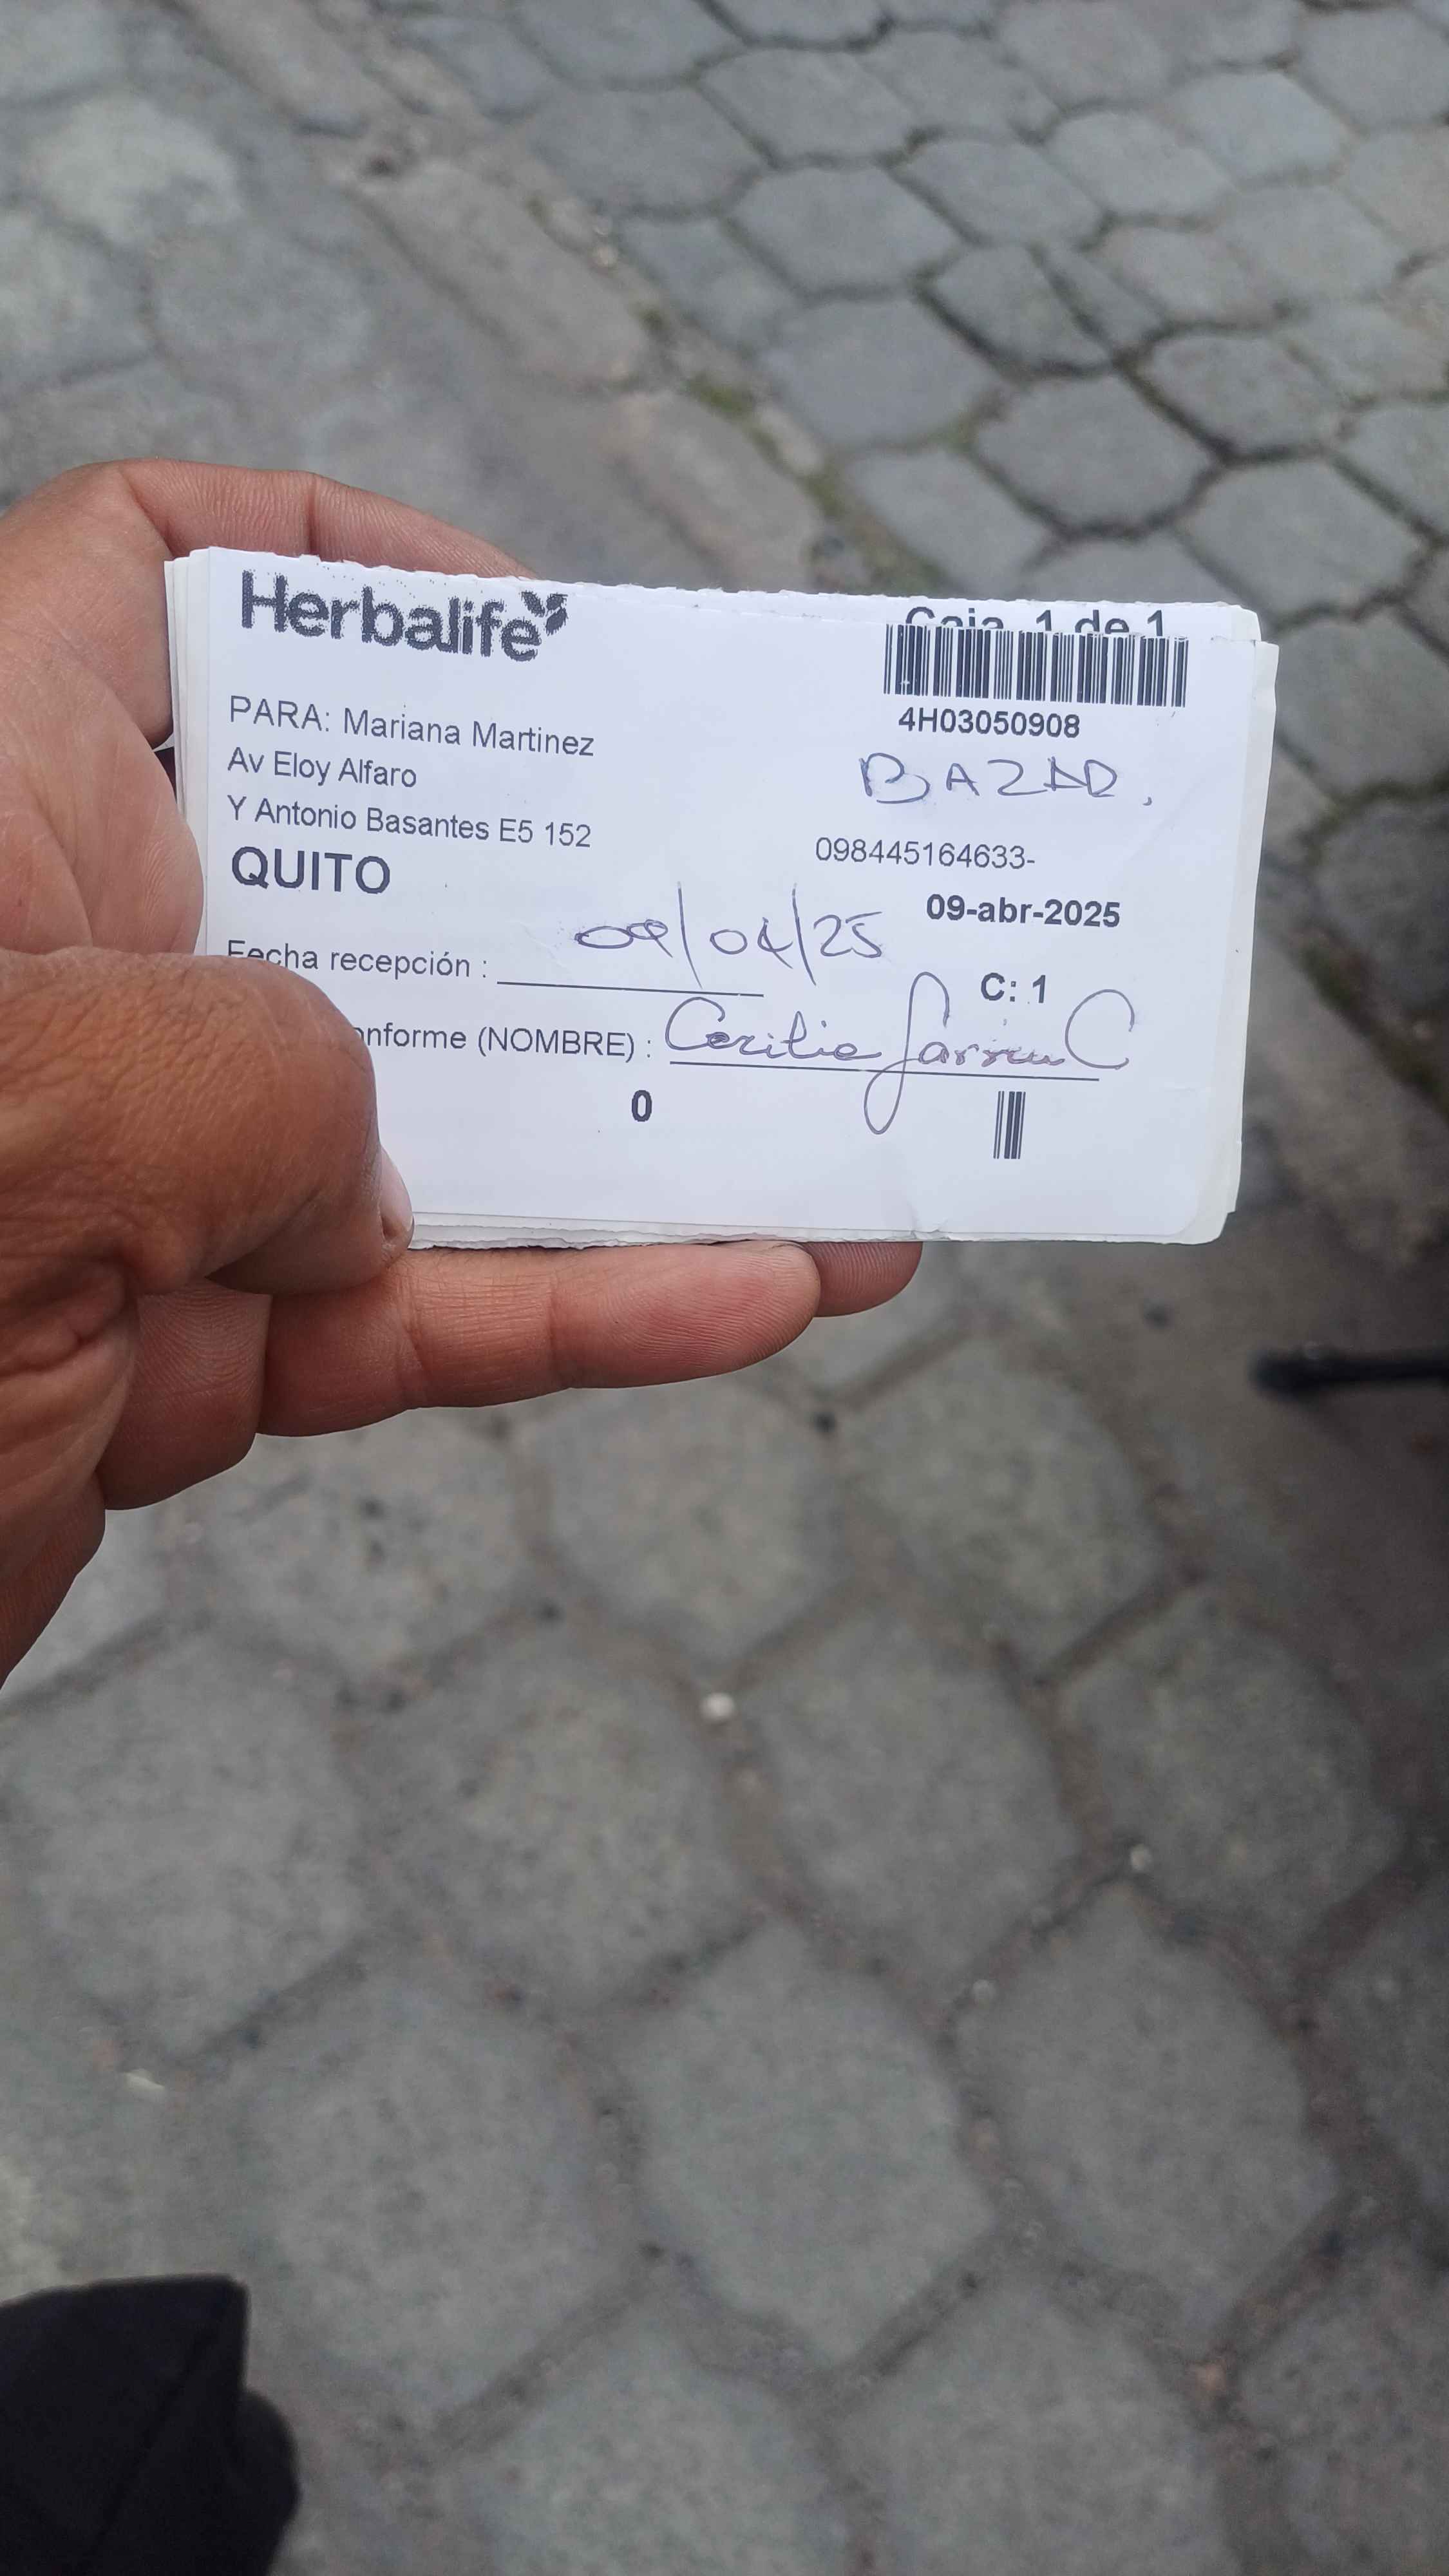 Herbalife
Caja 1 de 1
4H03050908
PARA: Mariana Martinez
BAZAR.
Av Eloy Alfaro
Y Antonio Basantes E5 152
098445164633-
QUITO
09-abr-2025
Fecha recepción : 09/04/25
C: 1
onforme (NOMBRE) : Cecilia C
0